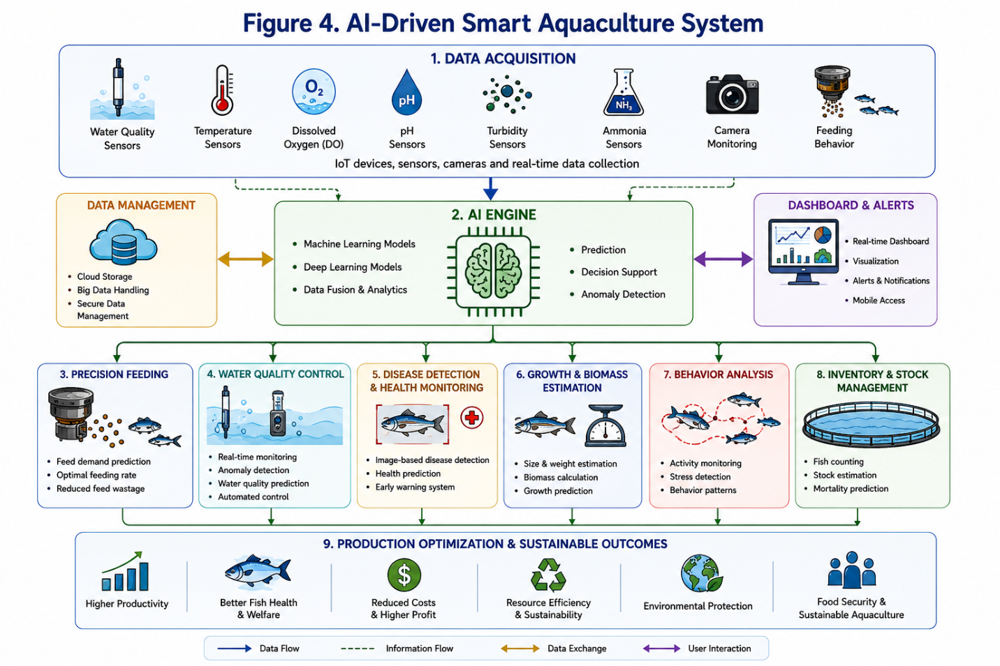 Figure 4. AI-Driven Smart Aquaculture System
1. DATA ACQUISITION
O₂
pH
NH₃
Water Quality
Sensors
Temperature
Sensors
Dissolved
Oxygen (DO)
pH
Sensors
Turbidity
Sensors
Ammonia
Sensors
Camera
Monitoring
Feeding
Behavior
IoT devices, sensors, cameras and real-time data collection
DATA MANAGEMENT
• Cloud Storage
• Big Data Handling
• Secure Data
Management
2. AI ENGINE
• Machine Learning Models
• Deep Learning Models
• Data Fusion & Analytics
• Prediction
• Decision Support
• Anomaly Detection
DASHBOARD & ALERTS
• Real-time Dashboard
• Visualization
• Alerts & Notifications
• Mobile Access
3. PRECISION FEEDING
• Feed demand prediction
• Optimal feeding rate
• Reduced feed wastage
4. WATER QUALITY CONTROL
• Real-time monitoring
• Anomaly detection
• Water quality prediction
• Automated control
5. DISEASE DETECTION
& HEALTH MONITORING
• Image-based disease detection
• Health prediction
• Early warning system
6. GROWTH & BIOMASS
ESTIMATION
• Size & weight estimation
• Biomass calculation
• Growth prediction
7. BEHAVIOR ANALYSIS
• Activity monitoring
• Stress detection
• Behavior patterns
8. INVENTORY & STOCK
MANAGEMENT
• Fish counting
• Stock estimation
• Mortality prediction
9. PRODUCTION OPTIMIZATION & SUSTAINABLE OUTCOMES
$
Higher Productivity
Better Fish Health
& Welfare
Reduced Costs
& Higher Profit
Resource Efficiency
& Sustainability
Environmental Protection
Food Security &
Sustainable Aquaculture
Data Flow
Information Flow
Data Exchange
User Interaction